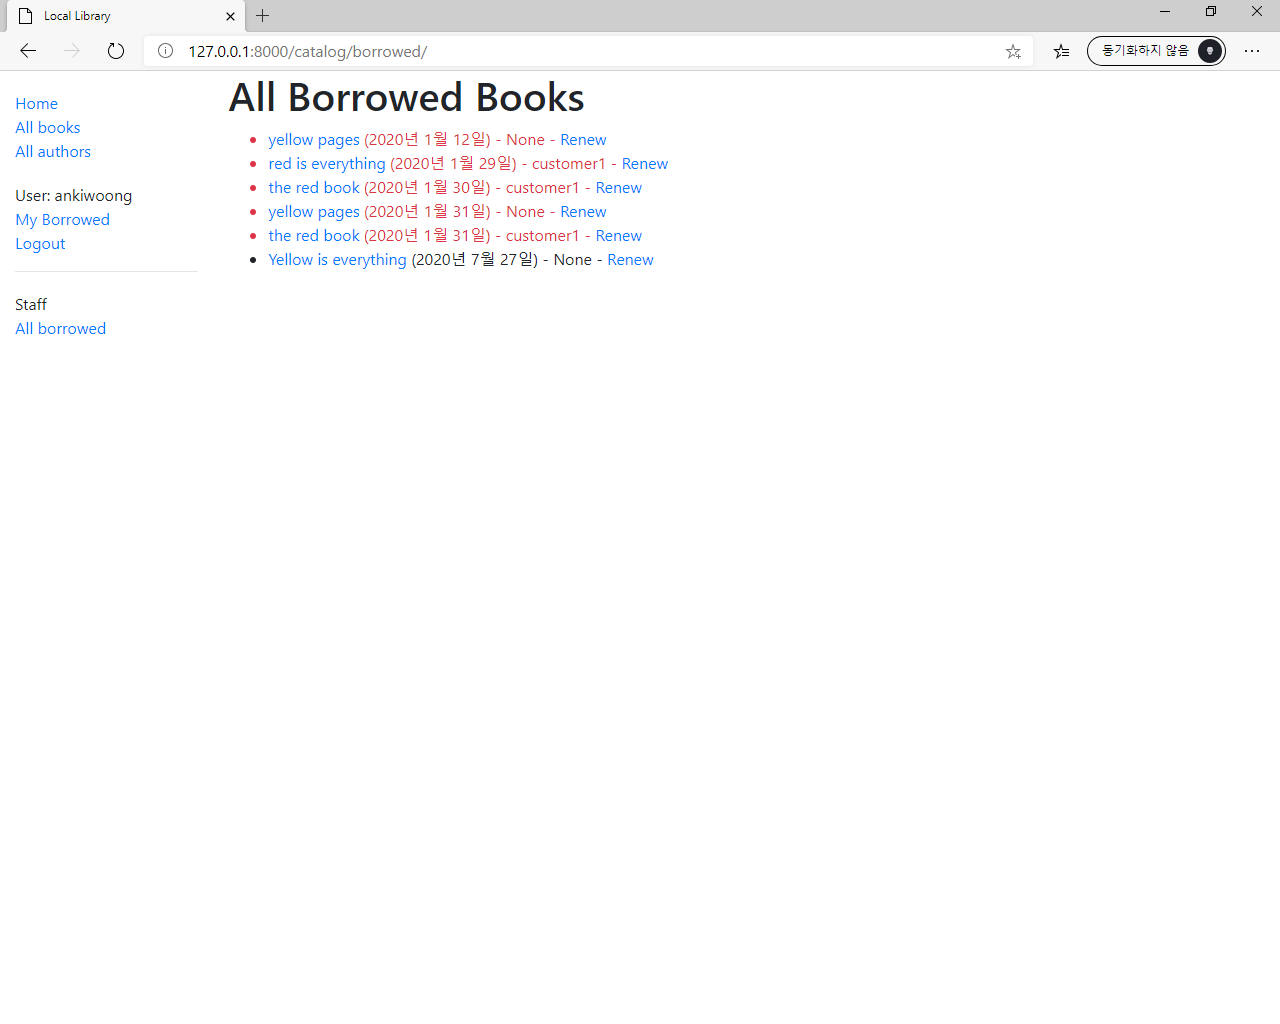 Local Library
127.0.0.1:8000/catalog/borrowed/
동기화하지 않음
Home
All books
All authors
User: ankiwoong
My Borrowed
Logout
Staff
All borrowed
All Borrowed Books
yellow pages (2020년 1월 12일) - None - Renew
red is everything (2020년 1월 29일) - customer1 - Renew
the red book (2020년 1월 30일) - customer1 - Renew
yellow pages (2020년 1월 31일) - None - Renew
the red book (2020년 1월 31일) - customer1 - Renew
Yellow is everything (2020년 7월 27일) - None - Renew